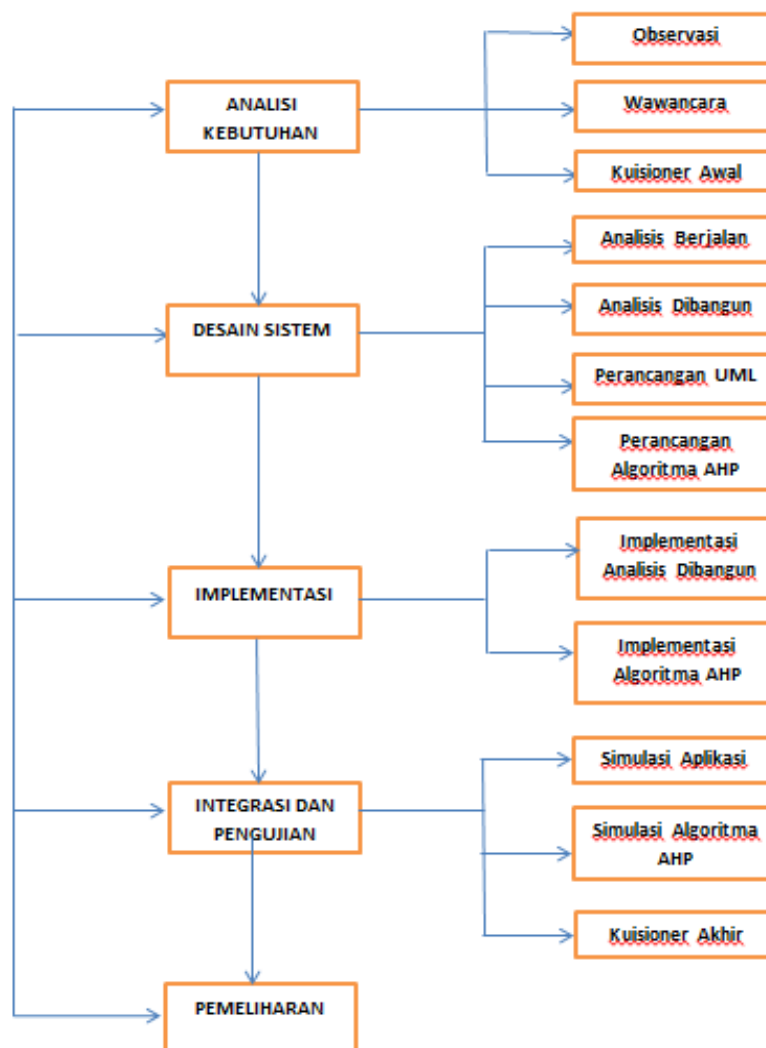 Observasi
ANALISI
KEBUTUHAN
Wawancara
Kuisioner Awal
Analisis Berjalan
DESAIN SISTEM
Analisis Dibangun
Perancangan UML
Perancangan
Algoritma AHP
IMPLEMENTASI
Implementasi
Analisis Dibangun
Implementasi
Algoritma AHP
INTEGRASI DAN
PENGUJIAN
Simulasi Aplikasi
Simulasi Algoritma
AHP
Kuisioner Akhir
PEMELIHARAN